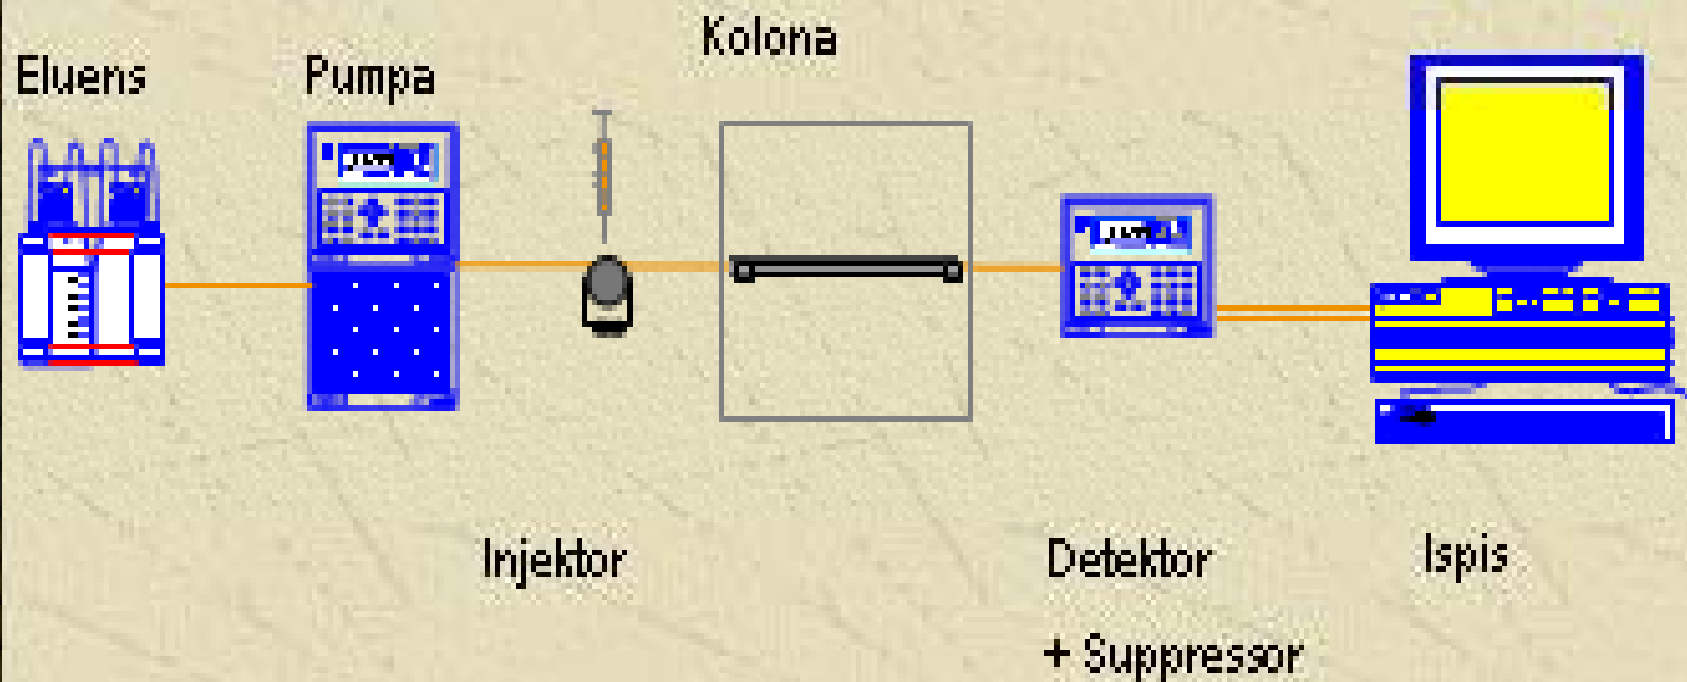 Eluens
Pumpa
Kolona
Injektor
Detektor
+ Suppressor
Ispis